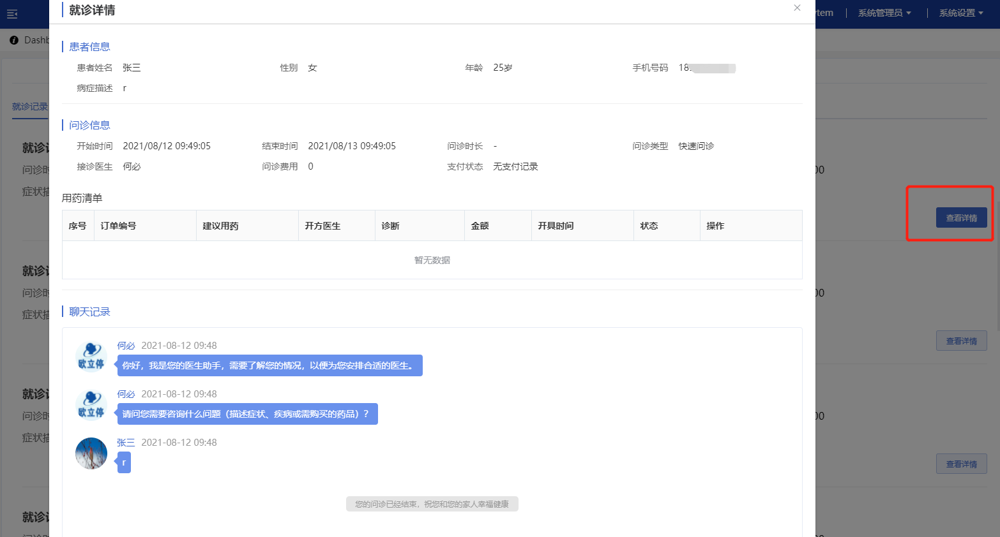 就诊详情
tem
系统管理员
系统设置
Dashb
患者信息
患者姓名 张三 性别 女 年龄 25岁 手机号码 18
病症描述 r
就诊记录
问诊信息
开始时间 2021/08/12 09:49:05 结束时间 2021/08/13 09:49:05 问诊时长 - 问诊类型 快速问诊
接诊医生 何必 问诊费用 0 支付状态 无支付记录
就诊
问诊时
00
症状描
用药清单
查看详情
序号 订单编号 建议用药 开方医生 诊断 金额 开具时间 状态 操作
暂无数据
就诊
问诊时
00
症状描
聊天记录
查看详情
何必 2021-08-12 09:48
欧立停
你好，我是您的医生助手，需要了解您的情况，以便为您安排合适的医生。
何必 2021-08-12 09:48
欧立停
请问您需要咨询什么问题（描述症状、疾病或需购买的药品）？
就诊
问诊时
00
症状描
张三 2021-08-12 09:48
r
查看详情
您的问诊已经结束，祝您和您的家人幸福健康
就诊